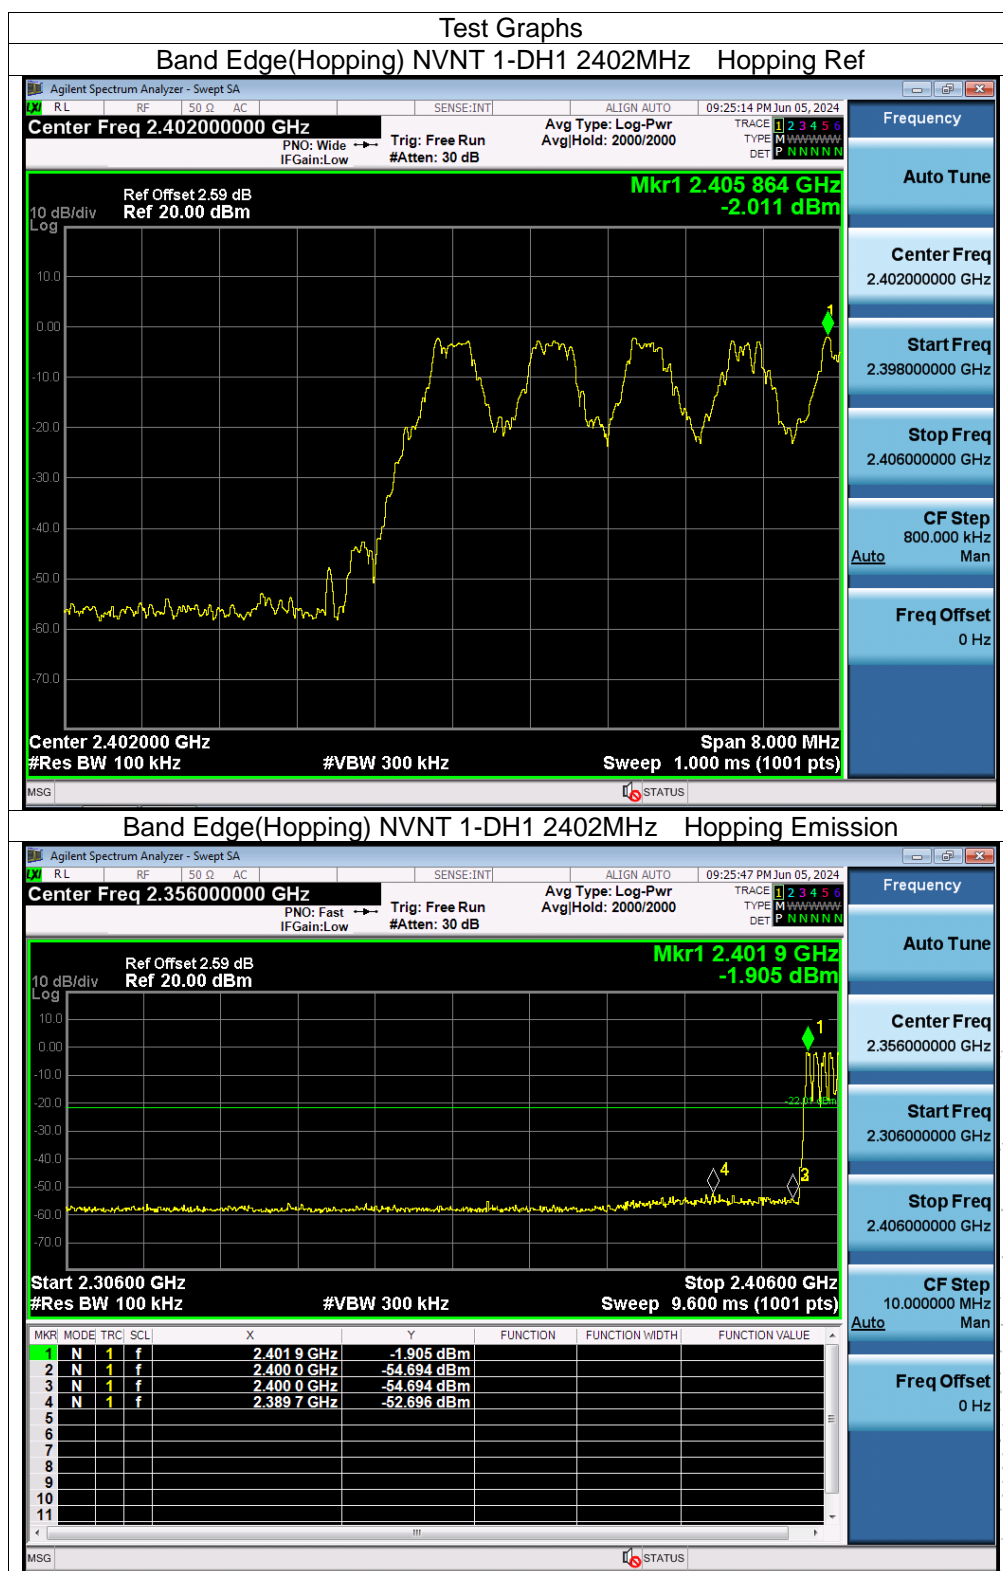 Test Graphs
Band Edge(Hopping) NVNT 1-DH1 2402MHz Hopping Ref
Agilent Spectrum Analyzer - Swept SA
LXI RL RF 50 Ω AC SENSE:INT ALIGN AUTO 09:25:14 PM Jun 05, 2024
Center Freq 2.402000000 GHz
PNO: Wide
IFGain:Low
Trig: Free Run
#Atten: 30 dB
Avg Type: Log-Pwr
Avg|Hold: 2000/2000
TRACE 1 2 3 4 5 6
TYPE M WWWWW
DET P N N N N N
Frequency
Auto Tune
Center Freq
2.402000000 GHz
Start Freq
2.398000000 GHz
Stop Freq
2.406000000 GHz
CF Step
800.000 kHz
Auto Man
Freq Offset
0 Hz
Mkr1 2.405 864 GHz
-2.011 dBm
Ref Offset 2.59 dB
10 dB/div Ref 20.00 dBm
Log
10.0
0.00
-10.0
-20.0
-30.0
-40.0
-50.0
-60.0
-70.0
1
Center 2.402000 GHz Span 8.000 MHz
#Res BW 100 kHz #VBW 300 kHz Sweep 1.000 ms (1001 pts)
MSG STATUS
Band Edge(Hopping) NVNT 1-DH1 2402MHz Hopping Emission
Agilent Spectrum Analyzer - Swept SA
LXI RL RF 50 Ω AC SENSE:INT ALIGN AUTO 09:25:47 PM Jun 05, 2024
Center Freq 2.356000000 GHz
PNO: Fast
IFGain:Low
Trig: Free Run
#Atten: 30 dB
Avg Type: Log-Pwr
Avg|Hold: 2000/2000
TRACE 1 2 3 4 5 6
TYPE M WWWWW
DET P N N N N N
Frequency
Auto Tune
Center Freq
2.356000000 GHz
Start Freq
2.306000000 GHz
Stop Freq
2.406000000 GHz
CF Step
10.000000 MHz
Auto Man
Freq Offset
0 Hz
Mkr1 2.401 9 GHz
-1.905 dBm
Ref Offset 2.59 dB
10 dB/div Ref 20.00 dBm
Log
10.0
0.00
-10.0
-20.0
-30.0
-40.0
-50.0
-60.0
-70.0
1
-22.01 dBm
4
3
Start 2.30600 GHz Stop 2.40600 GHz
#Res BW 100 kHz #VBW 300 kHz Sweep 9.600 ms (1001 pts)
MKR MODE TRC SCL X Y FUNCTION FUNCTION WIDTH FUNCTION VALUE
1 N 1 f 2.401 9 GHz -1.905 dBm
2 N 1 f 2.400 0 GHz -54.694 dBm
3 N 1 f 2.400 0 GHz -54.694 dBm
4 N 1 f 2.389 7 GHz -52.696 dBm
5
6
7
8
9
10
11
MSG STATUS